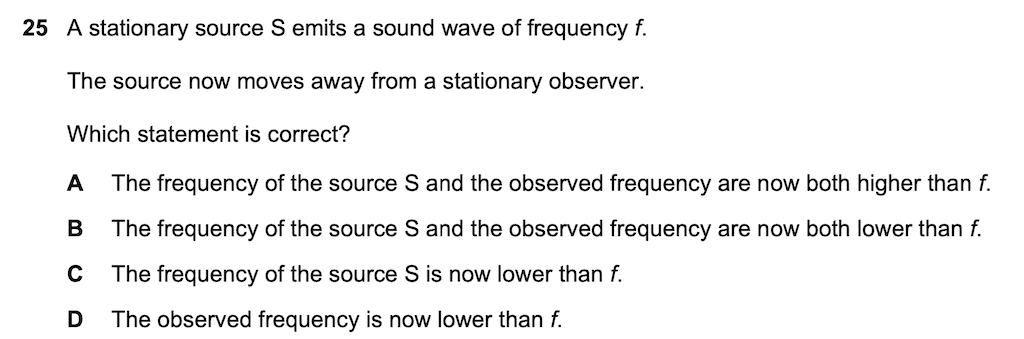 25 A stationary source S emits a sound wave of frequency f.
The source now moves away from a stationary observer.
Which statement is correct?
A The frequency of the source S and the observed frequency are now both higher than f.
B The frequency of the source S and the observed frequency are now both lower than f.
C The frequency of the source S is now lower than f.
D The observed frequency is now lower than f.